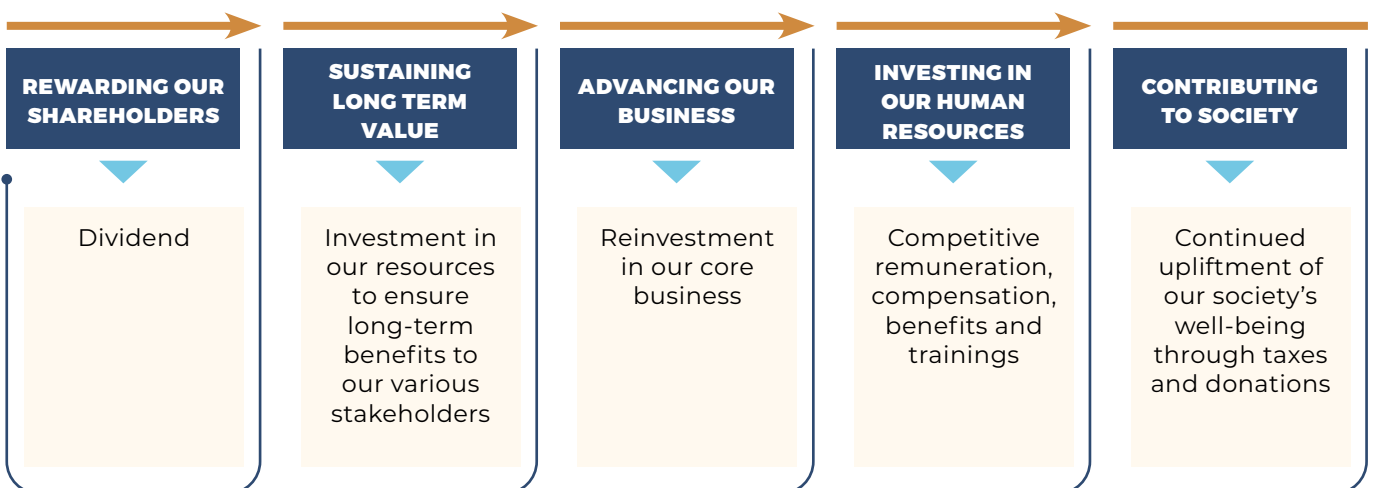 REWARDING OUR
SHAREHOLDERS
Dividend
SUSTAINING
LONG TERM
VALUE
Investment in
our resources
to ensure
long-term
benefits to
our various
stakeholders
ADVANCING OUR
BUSINESS
Reinvestment
in our core
business
INVESTING IN
OUR HUMAN
RESOURCES
Competitive
remuneration,
compensation,
benefits and
trainings
CONTRIBUTING
TO SOCIETY
Continued
upliftment of
our society’s
well-being
through taxes
and donations